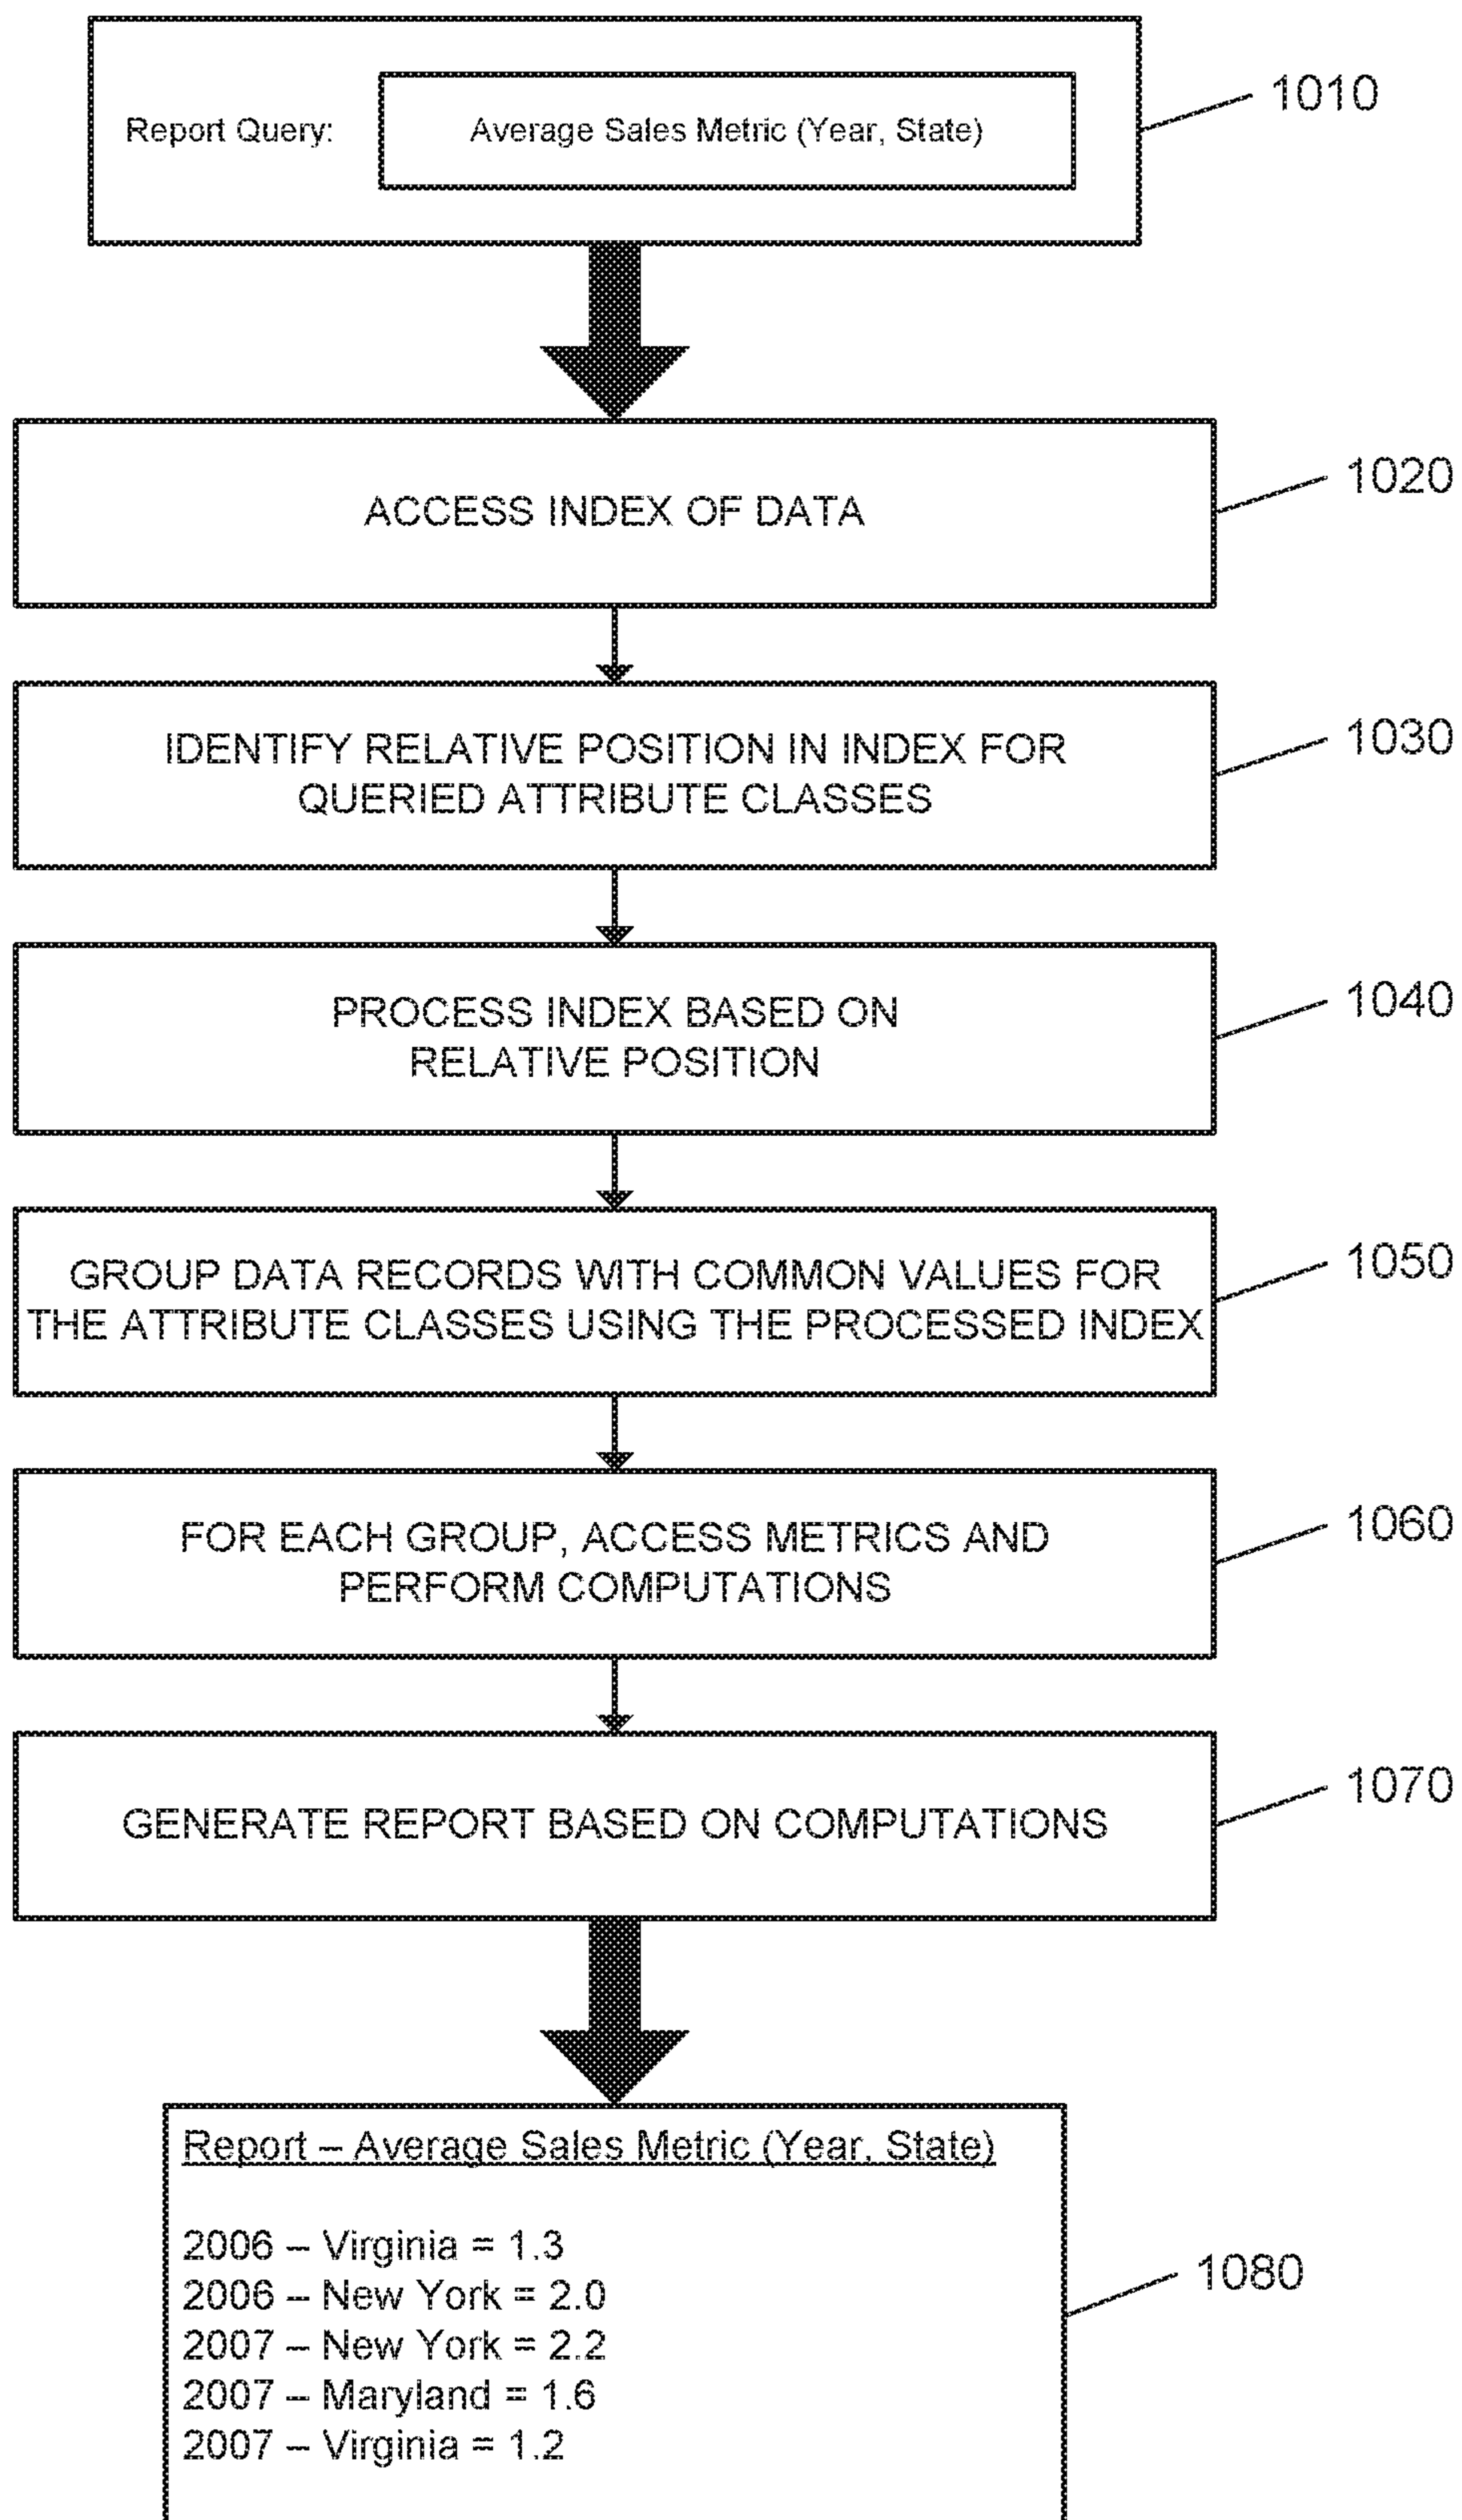 Report Query:
Average Sales Metric (Year, State)
1010
ACCESS INDEX OF DATA
1020
IDENTIFY RELATIVE POSITION IN INDEX FOR
QUERIED ATTRIBUTE CLASSES
1030
PROCESS INDEX BASED ON
RELATIVE POSITION
1040
GROUP DATA RECORDS WITH COMMON VALUES FOR
THE ATTRIBUTE CLASSES USING THE PROCESSED INDEX
1050
FOR EACH GROUP, ACCESS METRICS AND
PERFORM COMPUTATIONS
1060
GENERATE REPORT BASED ON COMPUTATIONS
1070
Report – Average Sales Metric (Year, State)
2006 – Virginia = 1.3
2006 – New York = 2.0
2007 – New York = 2.2
2007 – Maryland = 1.6
2007 – Virginia = 1.2
1080